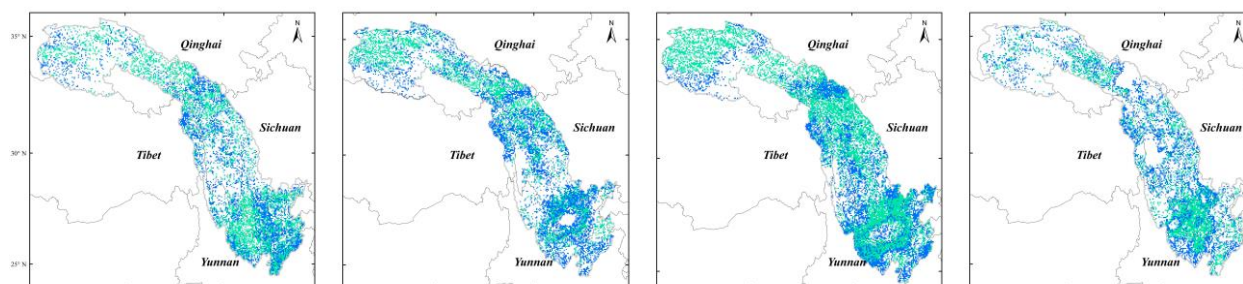 N
N
N
N
35° N
Qinghai
Qinghai
Qinghai
Qinghai
Sichuan
Sichuan
Sichuan
Sichuan
30° N
Tibet
Tibet
Tibet
Tibet
25° N
Yunnan
Yunnan
Yunnan
Yunnan